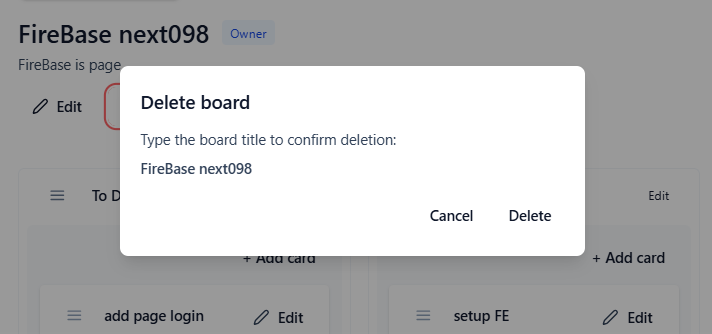 FireBase next098 Owner
FireBase is page
Edit
Delete board
Type the board title to confirm deletion:
FireBase next098
Cancel Delete
To D
Edit
+ Add card
+ Add card
add page login Edit
setup FE Edit